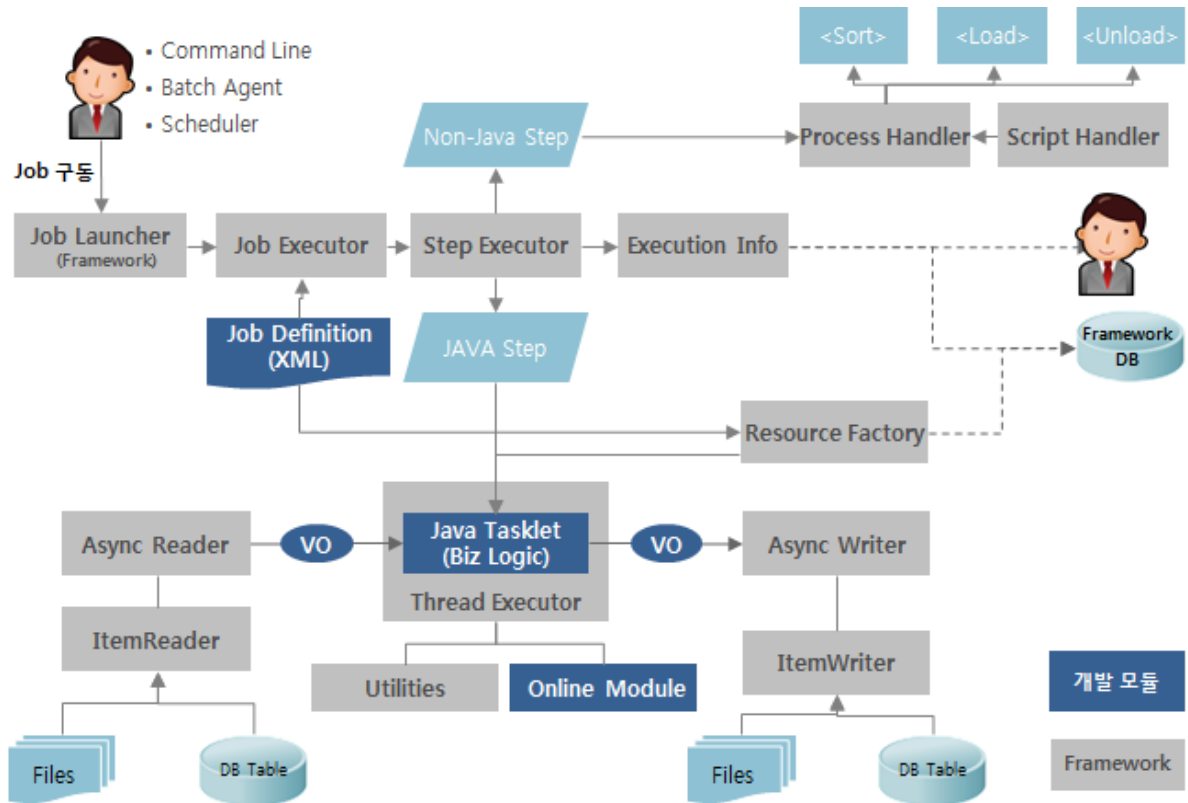 • Command Line
• Batch Agent
• Scheduler
<Sort>
<Load>
<Unload>
Non-Java Step
Process Handler
Script Handler
Job 구동
Job Launcher
(Framework)
Job Executor
Step Executor
Execution Info
Job Definition
(XML)
JAVA Step
Framework
DB
Resource Factory
Async Reader
VO
Java Tasklet
(Biz Logic)
VO
Async Writer
Thread Executor
ItemReader
ItemWriter
Utilities
Online Module
개발 모듈
Files
DB Table
Files
DB Table
Framework